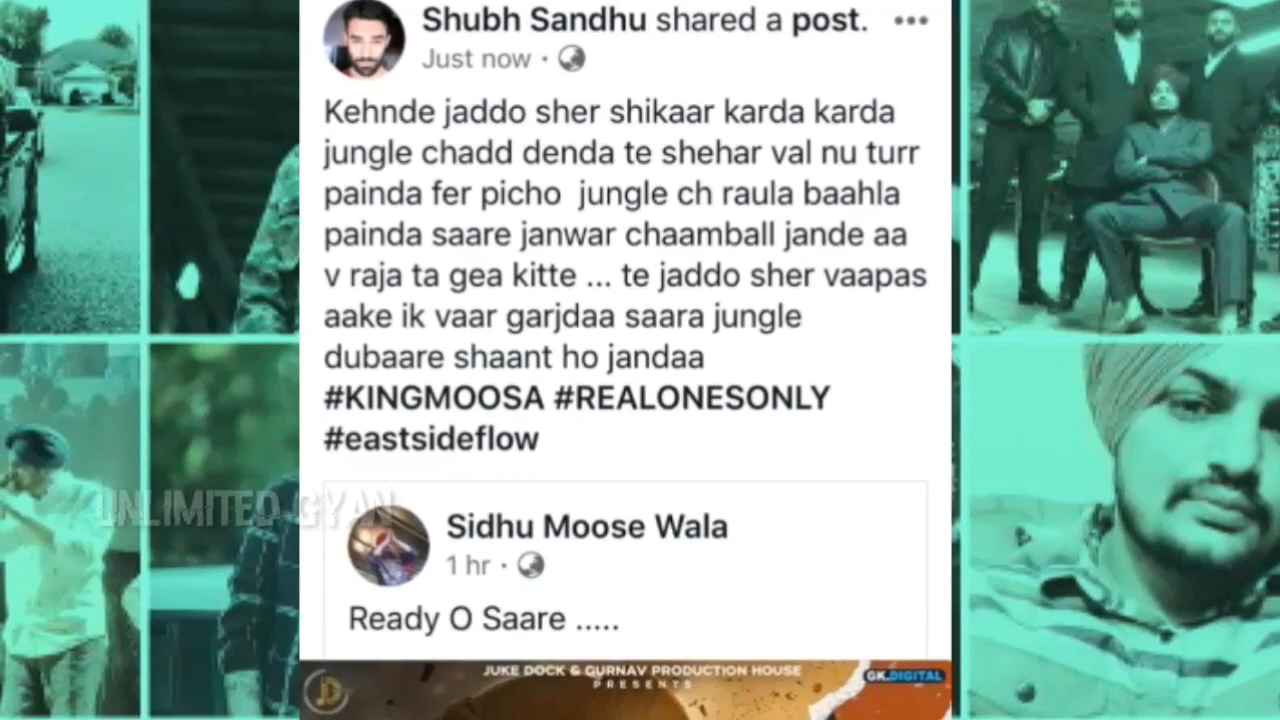 Shubh Sandhu shared a post.
Just now ·
Kehnde jaddo sher shikaar karda karda
jungle chadd denda te shehar val nu turr
painda fer picho jungle ch raula baahla
painda saare janwar chaamball jande aa
v raja ta gea kitte ... te jaddo sher vaapas
aake ik vaar garjdaa saara jungle
dubaare shaant ho jandaa
#KINGMOOSA #REALONESONLY
#eastsideflow
UNLIMITED GYAN
Sidhu Moose Wala
1 hr ·
Ready O Saare .....
JUKE DOCK & GURNAV PRODUCTION HOUSE
PRESENTS
GK.DIGITAL
JD